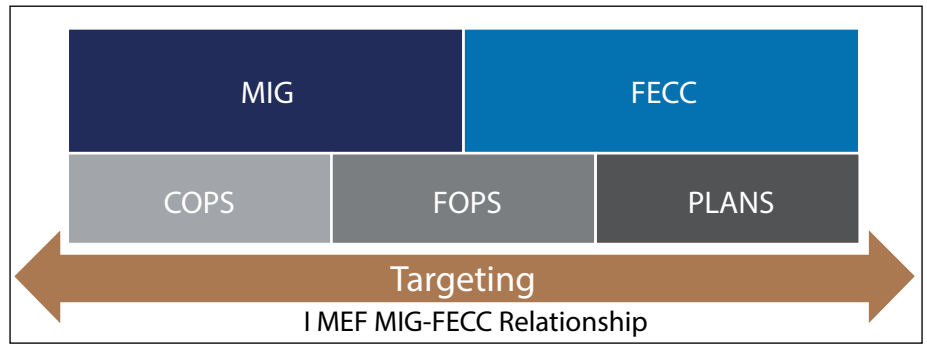 MIG FECC
COPS FOPS PLANS
Targeting
I MEF MIG-FECC Relationship